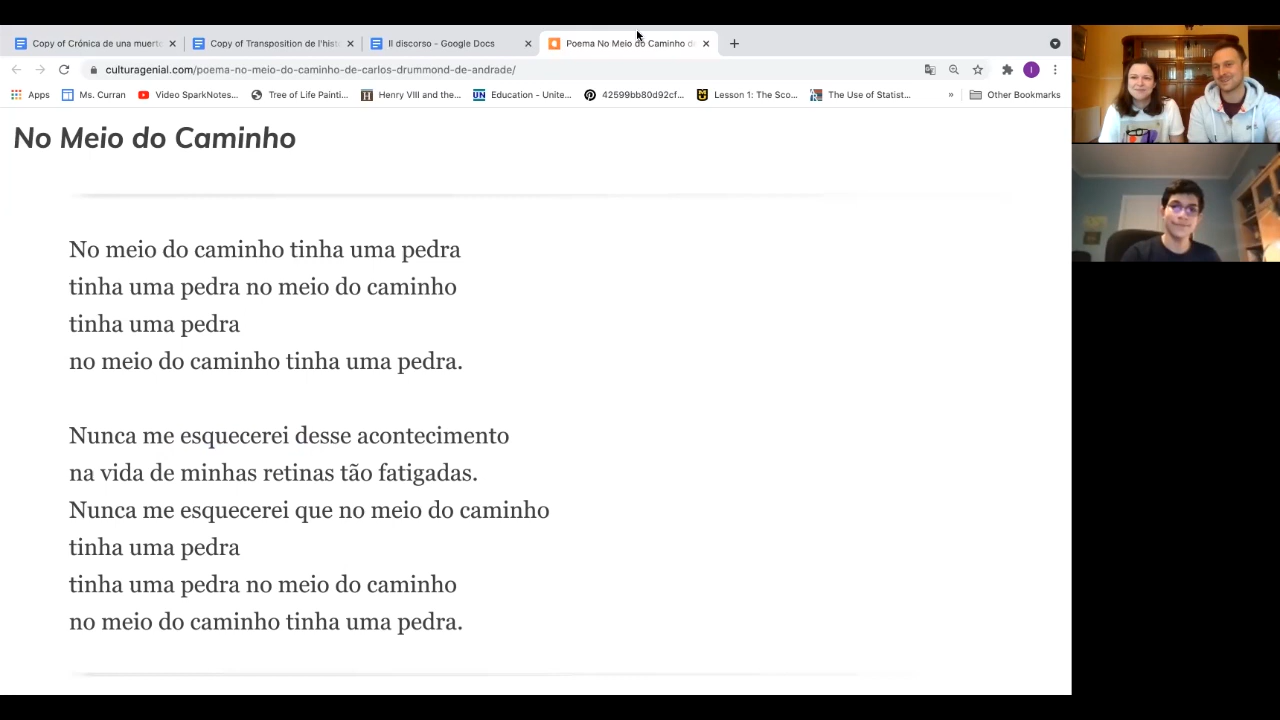 Copy of Crónica de una muert
Copy of Transposition de l'hist
Il discorso - Google Docs
Poema No Meio do Caminho d
culturagenial.com/poema-no-meio-do-caminho-de-carlos-drummond-de-andrade/
Apps
Ms. Curran
Video SparkNotes...
Tree of Life Painti...
Henry VIII and the...
UN
Education - Unite...
42599bb80d92cf...
Lesson 1: The Sco...
The Use of Statist...
»
Other Bookmarks
No Meio do Caminho
No meio do caminho tinha uma pedra
tinha uma pedra no meio do caminho
tinha uma pedra
no meio do caminho tinha uma pedra.
Nunca me esquecerei desse acontecimento
na vida de minhas retinas tão fatigadas.
Nunca me esquecerei que no meio do caminho
tinha uma pedra
tinha uma pedra no meio do caminho
no meio do caminho tinha uma pedra.